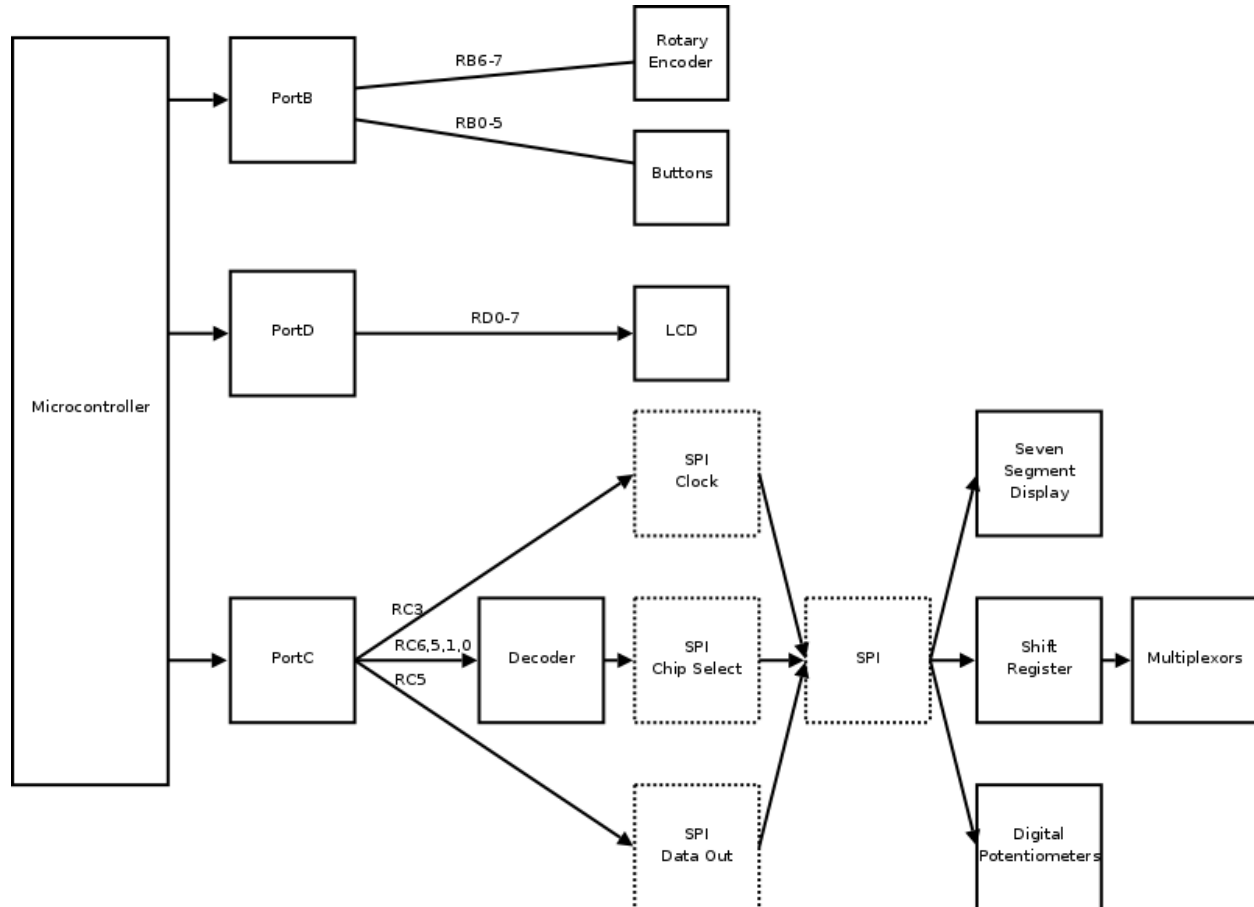 Rotary
Encoder
RB6-7
PortB
RB0-5
Buttons
PortD
RD0-7
LCD
Microcontroller
SPI
Clock
Seven
Segment
Display
RC3
RC6,5,1,0
PortC
RC5
Decoder
SPI
Chip Select
SPI
Shift
Register
Multiplexors
SPI
Data Out
Digital
Potentiometers